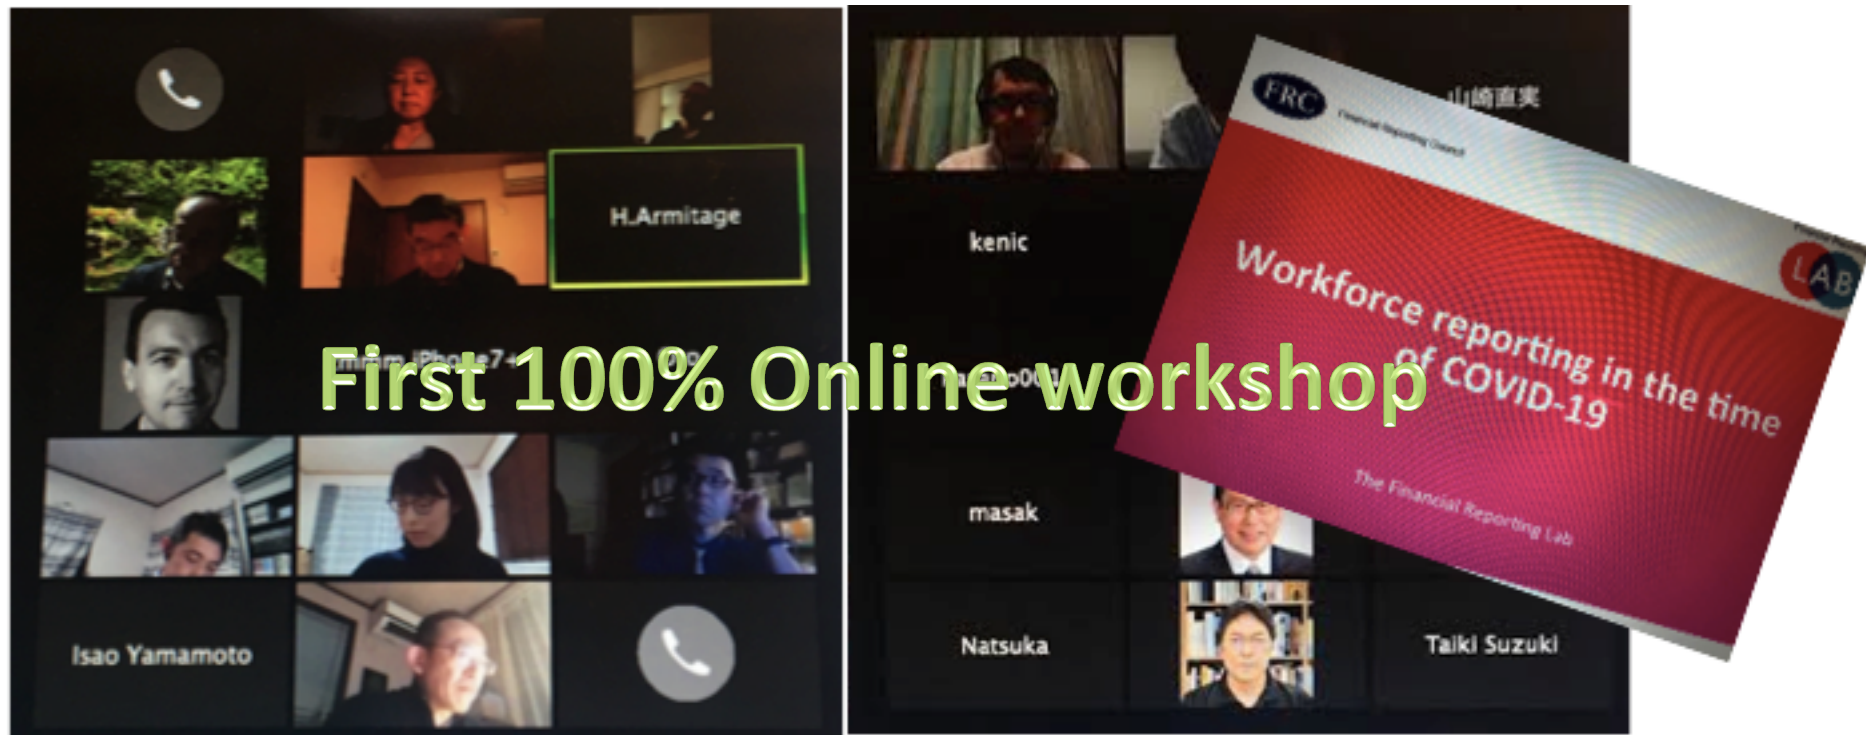 山崎直実
FRC
Financial Reporting Council
LAB
H.Armitage
kenic
Workforce reporting in the time
of COVID-19
iPhone7+
First 100% Online workshop
The Financial Reporting Lab
masak
Isao Yamamoto
Natsuka
Taiki Suzuki